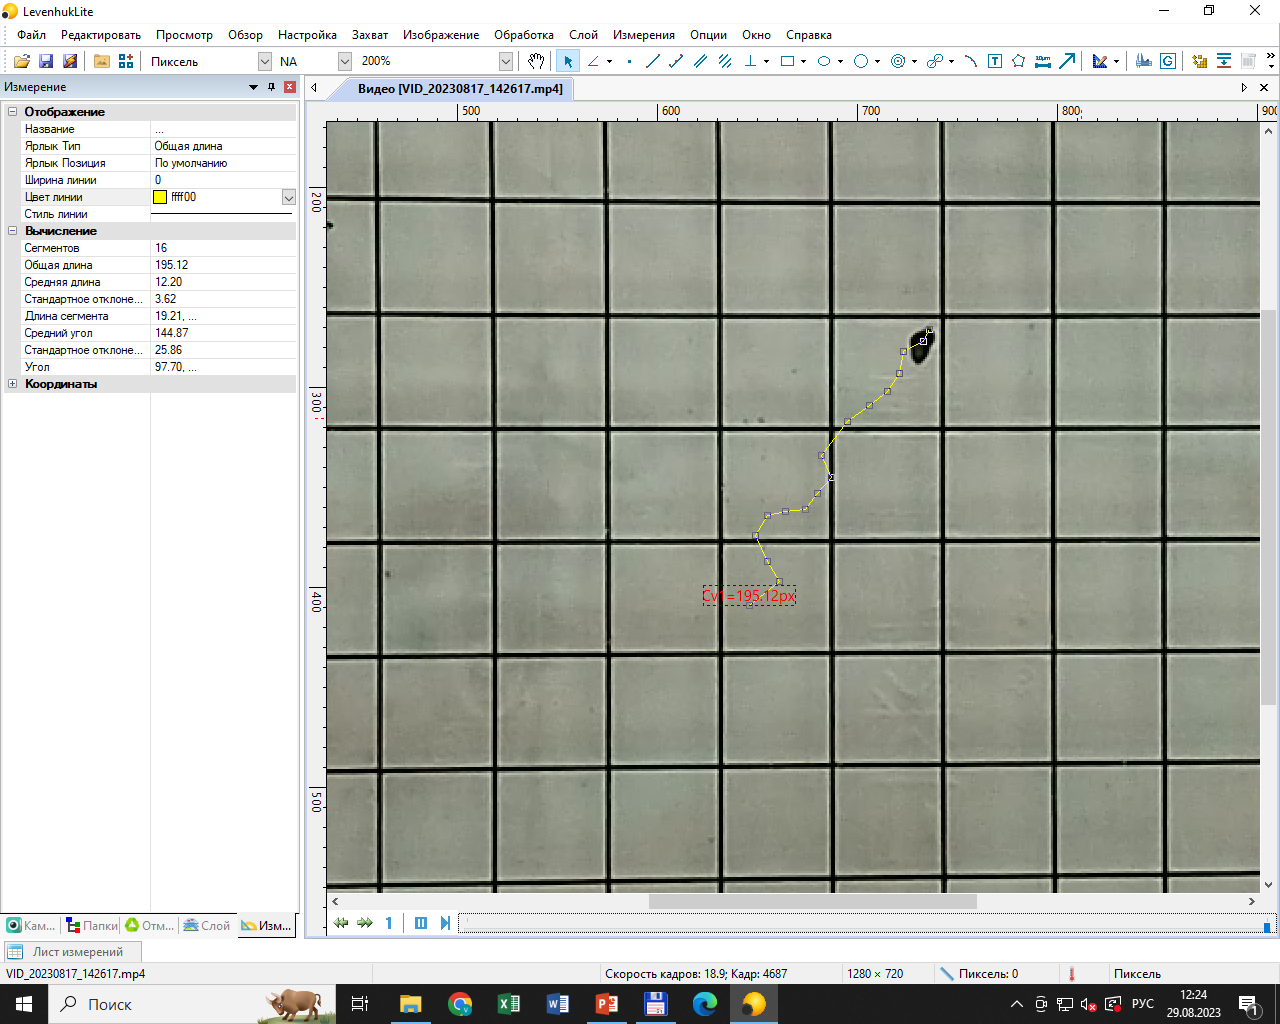 LevenhukLite
Файл Редактировать Просмотр Обзор Настройка Захват Изображение Обработка Слой Измерения Опции Окно Справка
Пиксель NA 200%
Измерение
Видео [VID_20230817_142617.mp4]
500 600 700 800 900
200
300
400
500
Отображение
Название ...
Ярлык Тип Общая длина
Ярлык Позиция По умолчанию
Ширина линии 0
Цвет линии ffff00
Стиль линии
Вычисление
Сегментов 16
Общая длина 195.12
Средняя длина 12.20
Стандартное отклоне... 3.62
Длина сегмента 19.21, ...
Средний угол 144.87
Стандартное отклоне... 25.86
Угол 97.70, ...
Координаты
Cv1=195.12px
1
Кам... Папки Отм... Слой Изм...
Лист измерений
VID_20230817_142617.mp4 Скорость кадров: 18.9; Кадр: 4687 1280 × 720 Пиксель: 0 Пиксель
Поиск
РУС
12:24
29.08.2023
1